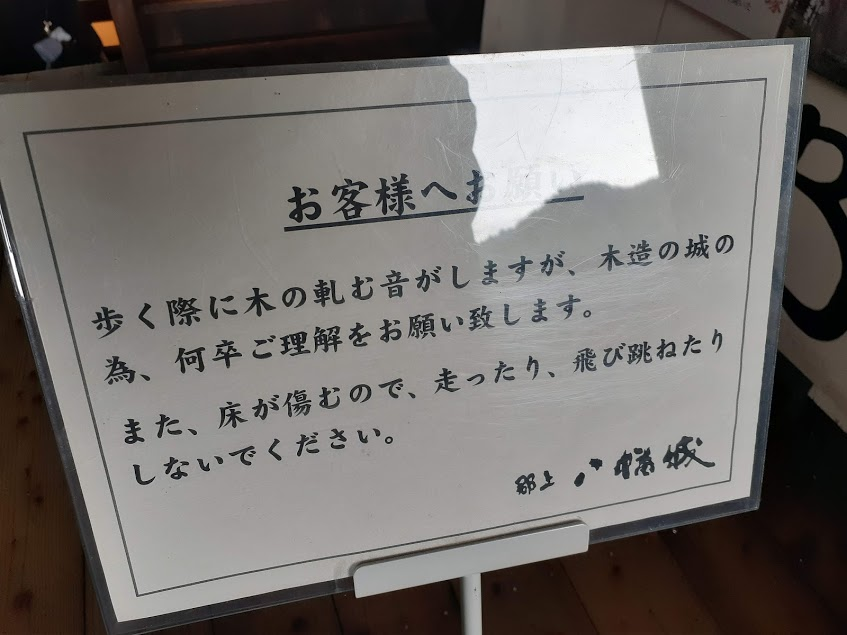 お客様へお願い
歩く際に木の軋む音がしますが、木造の城の
為、何卒ご理解をお願い致します。
また、床が傷むので、走ったり、飛び跳ねたり
しないでください。
郡上八幡城